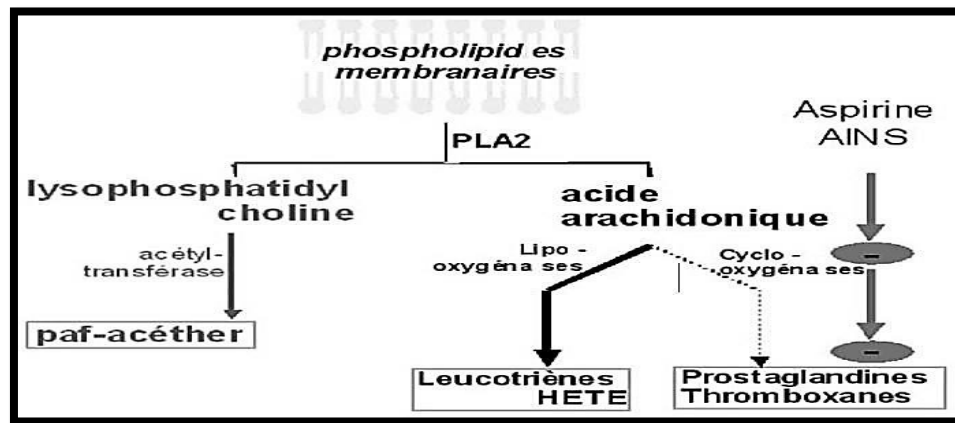 phospholipid es
membranaires
Aspirine
AINS
PLA2
lysophosphatidyl
choline
acide
arachidonique
acétyl-
transférase
Lipo -
oxygéna ses
Cyclo -
oxygéna ses
-
-
paf-acéther
Leucotriènes
HETE
Prostaglandines
Thromboxanes